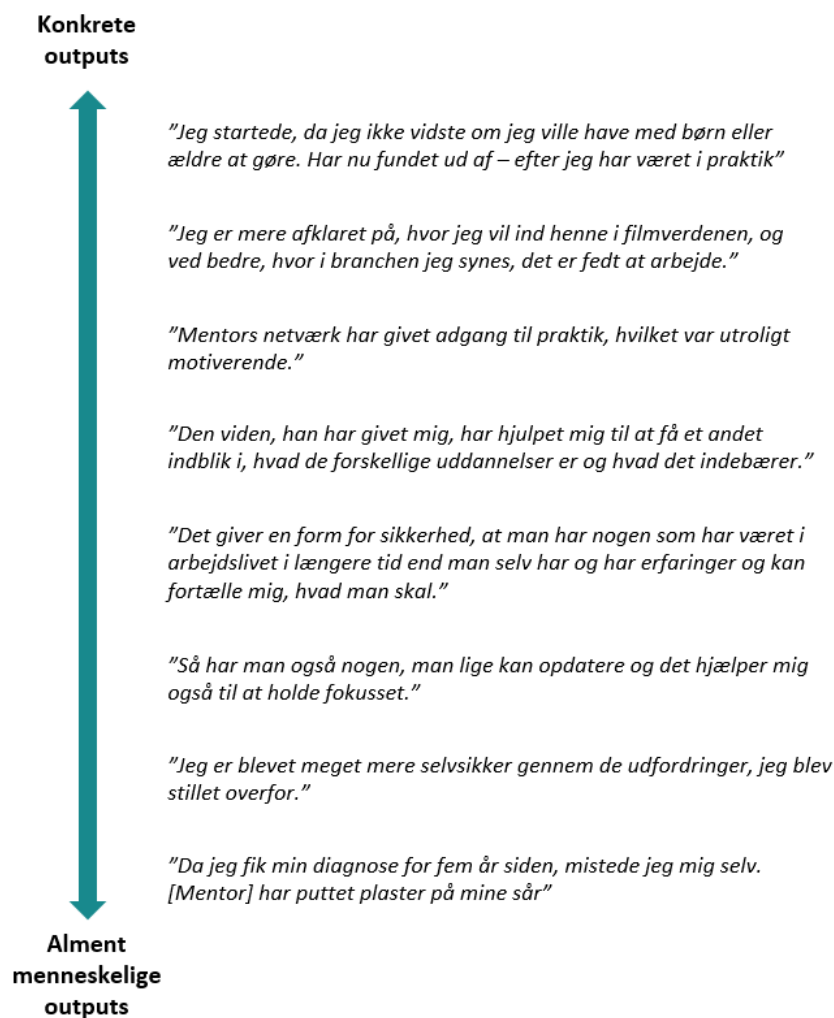 Konkrete
outputs
”Jeg startede, da jeg ikke vidste om jeg ville have med børn eller
ældre at gøre. Har nu fundet ud af – efter jeg har været i praktik”
”Jeg er mere afklaret på, hvor jeg vil ind henne i filmverdenen, og
ved bedre, hvor i branchen jeg synes, det er fedt at arbejde.”
”Mentors netværk har givet adgang til praktik, hvilket var utroligt
motiverende.”
”Den viden, han har givet mig, har hjulpet mig til at få et andet
indblik i, hvad de forskellige uddannelser er og hvad det indebærer.”
”Det giver en form for sikkerhed, at man har nogen som har været i
arbejdslivet i længere tid end man selv har og har erfaringer og kan
fortælle mig, hvad man skal.”
”Så har man også nogen, man lige kan opdatere og det hjælper mig
også til at holde fokusset.”
”Jeg er blevet meget mere selvsikker gennem de udfordringer, jeg blev
stillet overfor.”
”Da jeg fik min diagnose for fem år siden, mistede jeg mig selv.
[Mentor] har puttet plaster på mine sår”
Alment
menneskelige
outputs